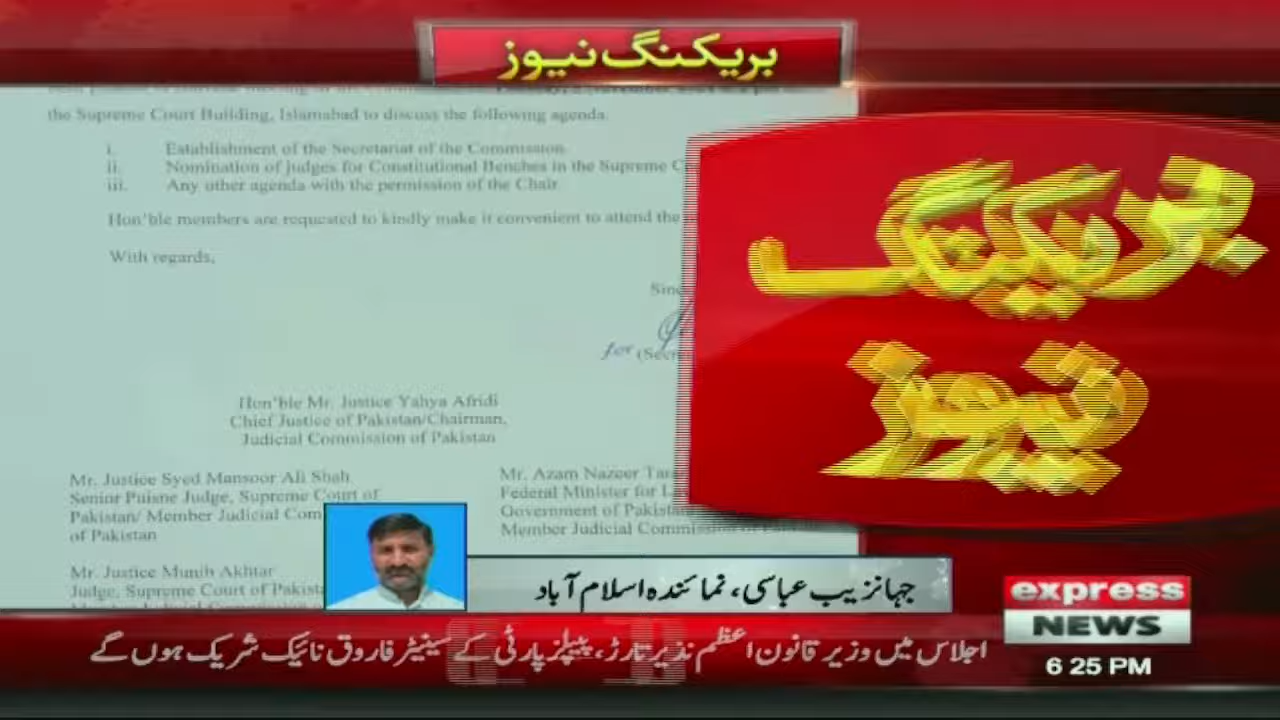 بریکنگ نیوز
the Supreme Court Building, Islamabad to discuss the following agenda.
i. Establishment of the Secretariat of the Commission
ii. Nomination of judges for Constitutional Benches in the Supreme
iii. Any other agenda with the permission of the Chair
Hon'ble members are requested to kindly make it convenient to attend the
With regards,
for
Hon'ble Mr. Justice Yahya Afridi
Chief Justice of Pakistan/Chairman,
Judicial Commission of Pakistan
Mr. Justice Syed Mansoor Ali Shah
Senior Puisne Judge, Supreme Court of
Pakistan/ Member Judicial
of Pakistan
Mr. Justice Munib Akhtar
Judge, Supreme Court of
Mr. Azam Nazeer
Federal Minister for
Government of
Member Judicial
بریکنگ
نیوز
جہانزیب عباسی، نمائندہ اسلام آباد
اجلاس میں وزیر قانون اعظم نذیر تارڑ، پیپلز پارٹی کے سینیٹر فاروق نائیک شریک ہوں گے
express
NEWS
6 25 PM